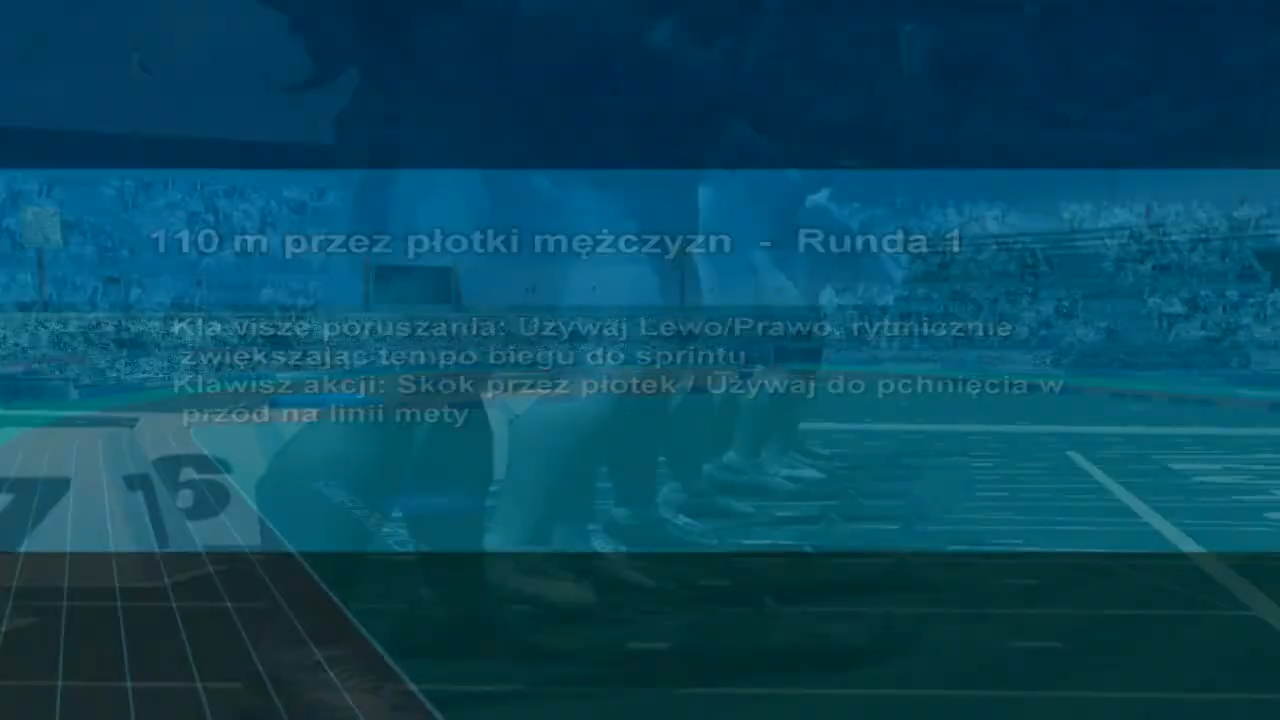 110 m przez płotki mężczyzn - Runda 1
Klawisze poruszania: Używaj Lewo/Prawo, rytmicznie
zwiększając tempo biegu do sprintu
Klawisz akcji: Skok przez płotek / Używaj do pchnięcia w
przód na linii mety
7
16